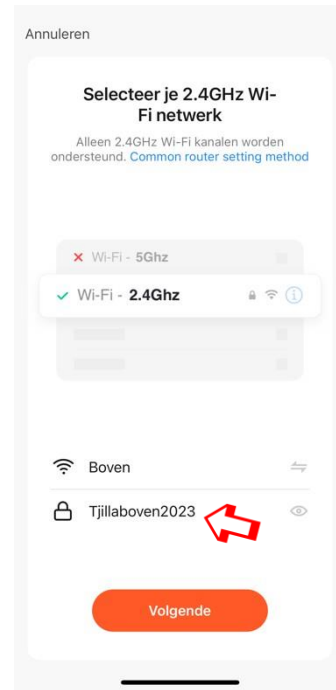 Annuleren
Selecteer je 2.4GHz Wi-
Fi netwerk
Alleen 2.4GHz Wi-Fi kanalen worden
ondersteund. Common router setting method
Wi-Fi - 5Ghz
Wi-Fi - 2.4Ghz
Boven
Tjillaboven2023
Volgende